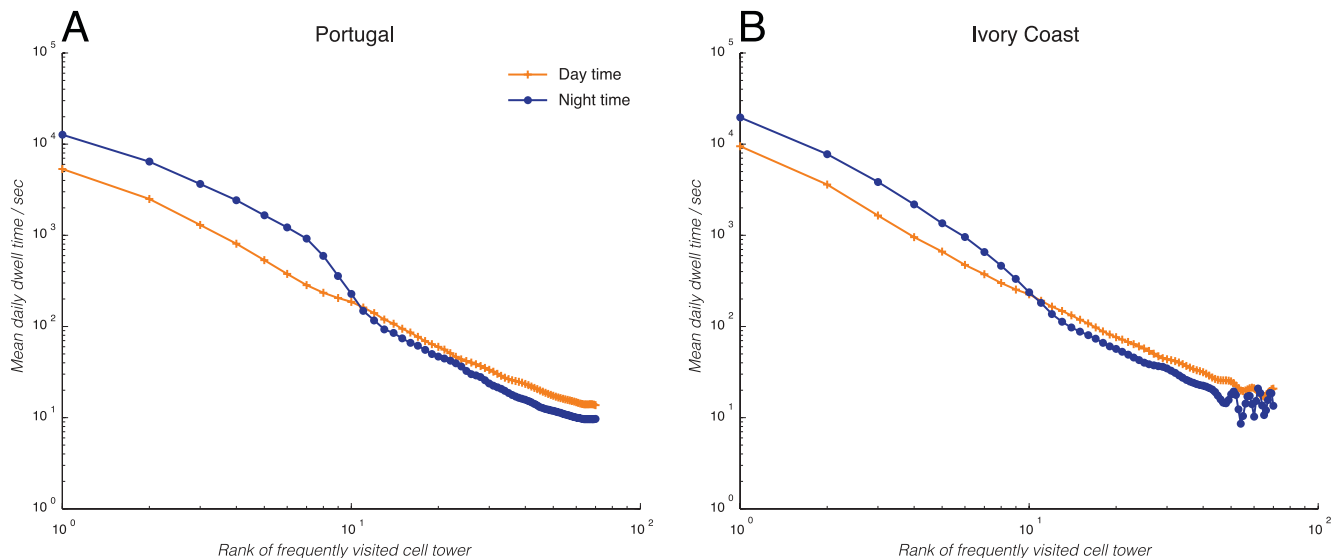 A
Portugal
10^5
10^4
10^3
10^2
10^1
10^0
Mean daily dwell time / sec
Day time
Night time
10^0
10^1
10^2
Rank of frequently visited cell tower
B
Ivory Coast
10^5
10^4
10^3
10^2
10^1
10^0
Mean daily dwell time / sec
10^0
10^1
10^2
Rank of frequently visited cell tower